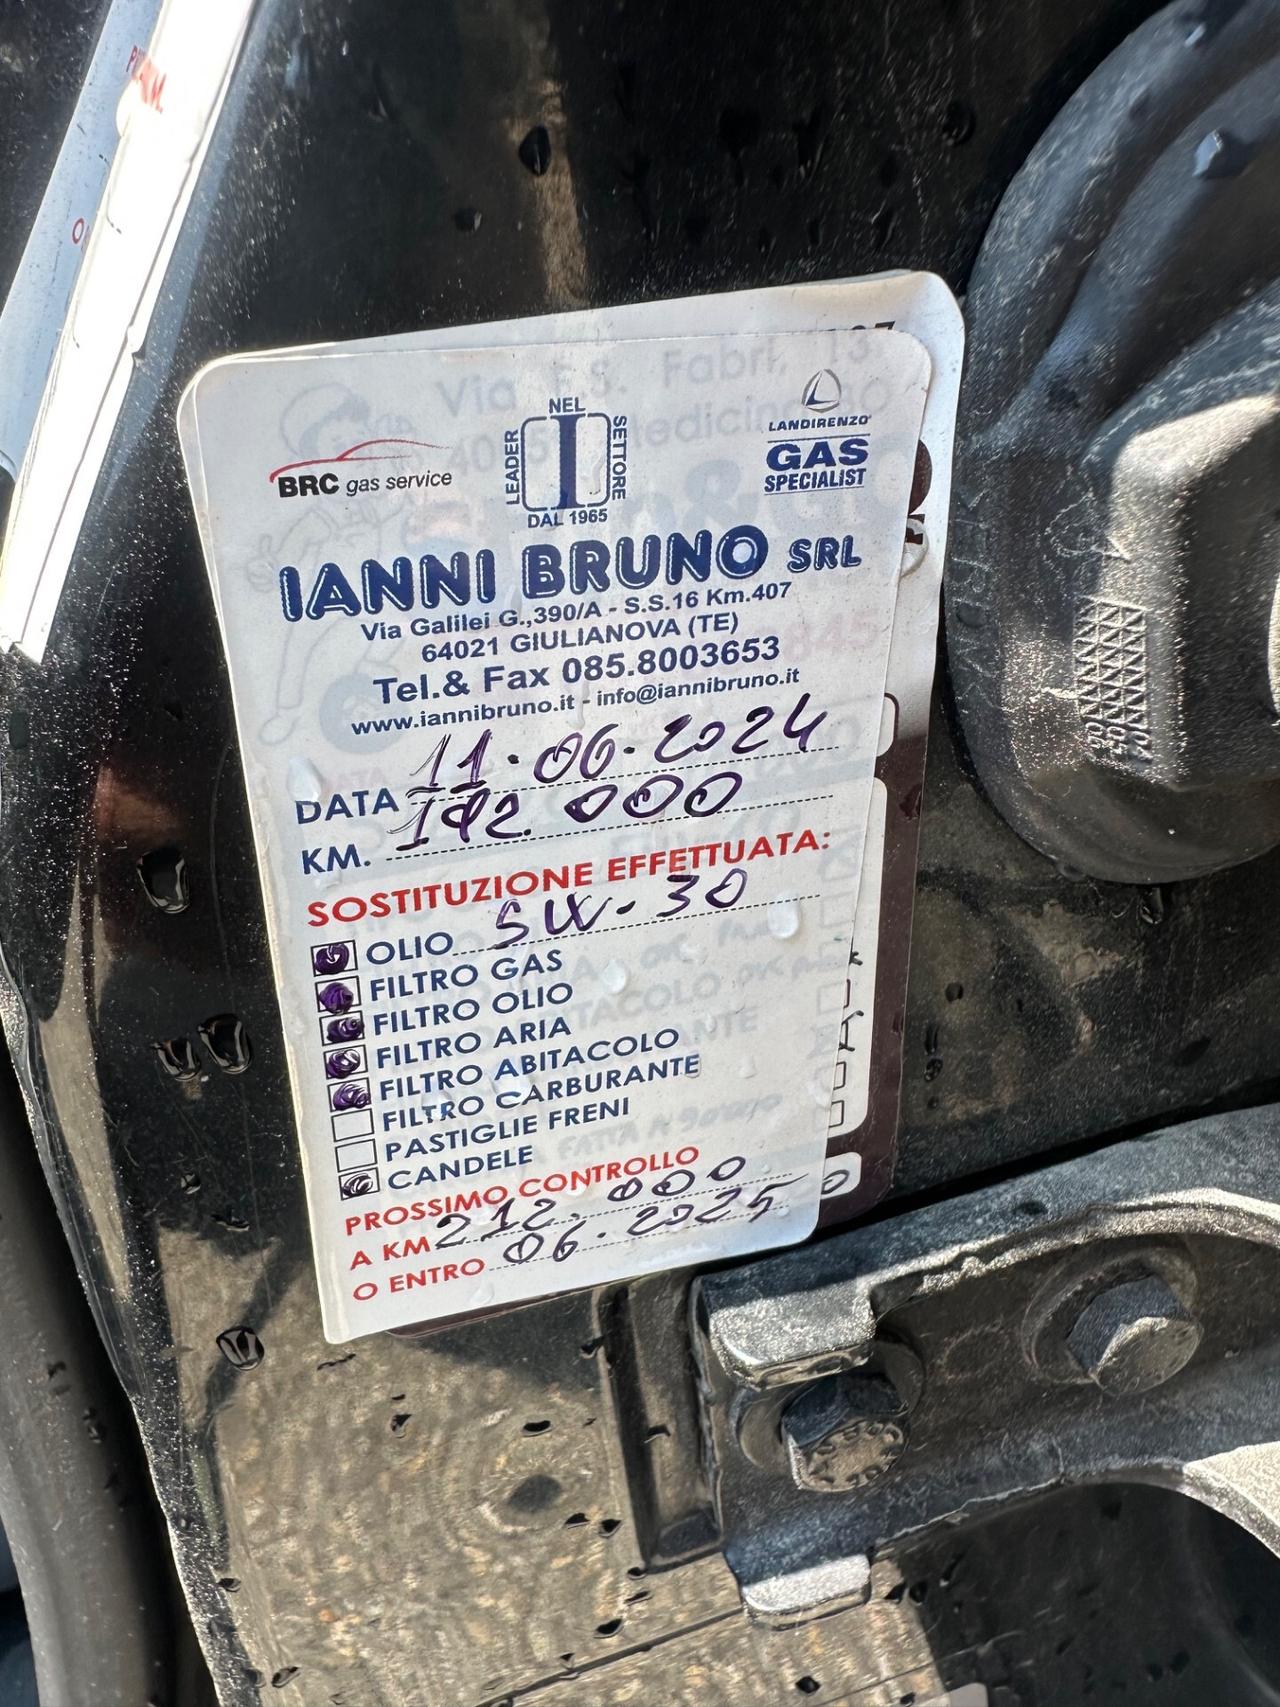 BRC gas service
NEL
LEADER
SETTORE
I
DAL 1965
LANDIRENZO
GAS
SPECIALIST
IANNI BRUNO SRL
Via Galilei G.,390/A - S.S.16 Km.407
64021 GIULIANOVA (TE)
Tel.& Fax 085.8003653
www.iannibruno.it - info@iannibruno.it
DATA 11.06.2024
KM. 192.000
SOSTITUZIONE EFFETTUATA:
OLIO 5W-30
FILTRO GAS
FILTRO OLIO
FILTRO ARIA
FILTRO ABITACOLO
FILTRO CARBURANTE
PASTIGLIE FRENI
CANDELE
PROSSIMO CONTROLLO
A KM 212.000
O ENTRO 06.2025